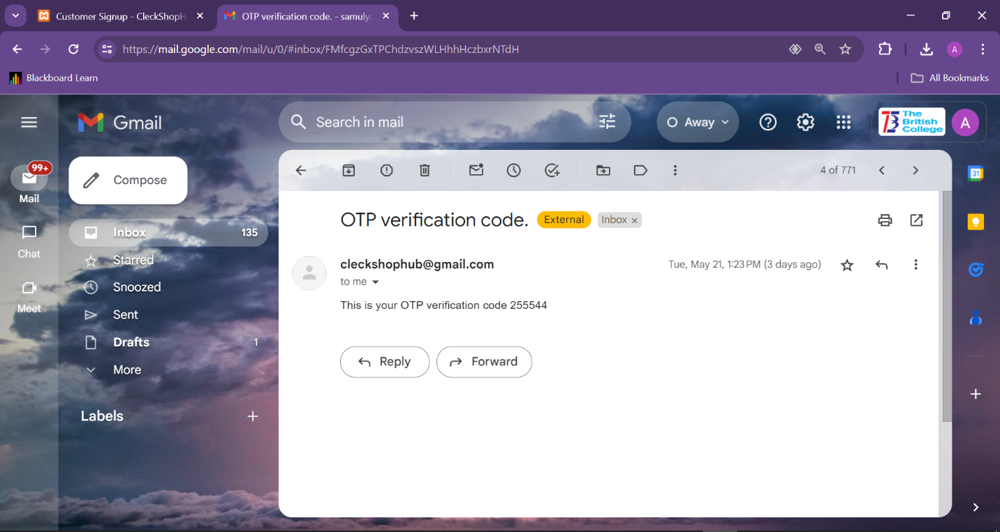 Customer Signup - CleckShopH
OTP verification code. - samulya
https://mail.google.com/mail/u/0/#inbox/FMfcgzGxTPChdzvszWLHhhHczbxrNTdH
A
Blackboard Learn
All Bookmarks
Gmail
Search in mail
Away
TB
The
British
College
A
99+
Mail
Compose
4 of 771
31
Chat
Inbox 135
OTP verification code. External Inbox ×
Starred
cleckshophub@gmail.com
Tue, May 21, 1:23 PM (3 days ago)
to me
Snoozed
Meet
This is your OTP verification code 255544
Sent
Drafts 1
Reply
Forward
More
Labels